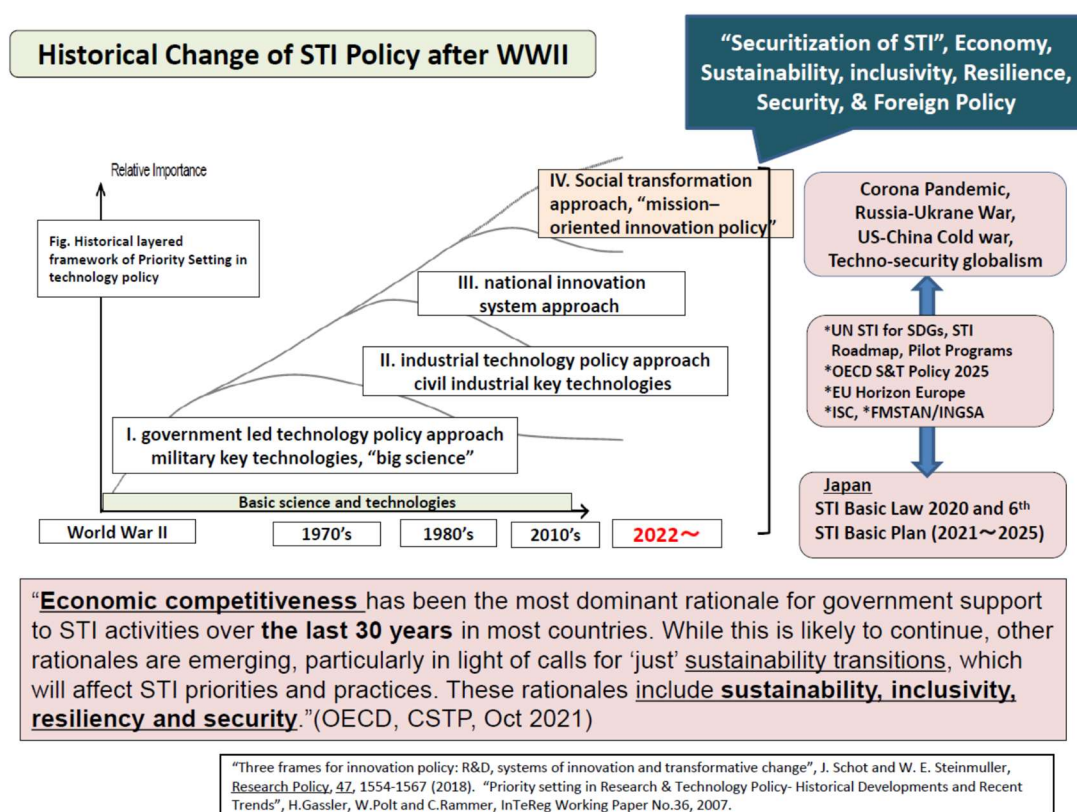 Historical Change of STI Policy after WWII
“Securitization of STI”, Economy,
Sustainability, inclusivity, Resilience,
Security, & Foreign Policy
Relative Importance
Fig. Historical layered
framework of Priority Setting in
technology policy
IV. Social transformation
approach, “mission–
oriented innovation policy”
III. national innovation
system approach
II. industrial technology policy approach
civil industrial key technologies
I. government led technology policy approach
military key technologies, “big science”
Basic science and technologies
World War II
1970’s
1980’s
2010’s
2022～
Corona Pandemic,
Russia-Ukrane War,
US-China Cold war,
Techno-security globalism
*UN STI for SDGs, STI
Roadmap, Pilot Programs
*OECD S&T Policy 2025
*EU Horizon Europe
*ISC, *FMSTAN/INGSA
Japan
STI Basic Law 2020 and 6th
STI Basic Plan (2021～2025)
“Economic competitiveness has been the most dominant rationale for government support
to STI activities over the last 30 years in most countries. While this is likely to continue, other
rationales are emerging, particularly in light of calls for ‘just’ sustainability transitions, which
will affect STI priorities and practices. These rationales include sustainability, inclusivity,
resiliency and security.”(OECD, CSTP, Oct 2021)
“Three frames for innovation policy: R&D, systems of innovation and transformative change”, J. Schot and W. E. Steinmuller,
Research Policy, 47, 1554-1567 (2018). “Priority setting in Research & Technology Policy- Historical Developments and Recent
Trends”, H.Gassler, W.Polt and C.Rammer, InTeReg Working Paper No.36, 2007.